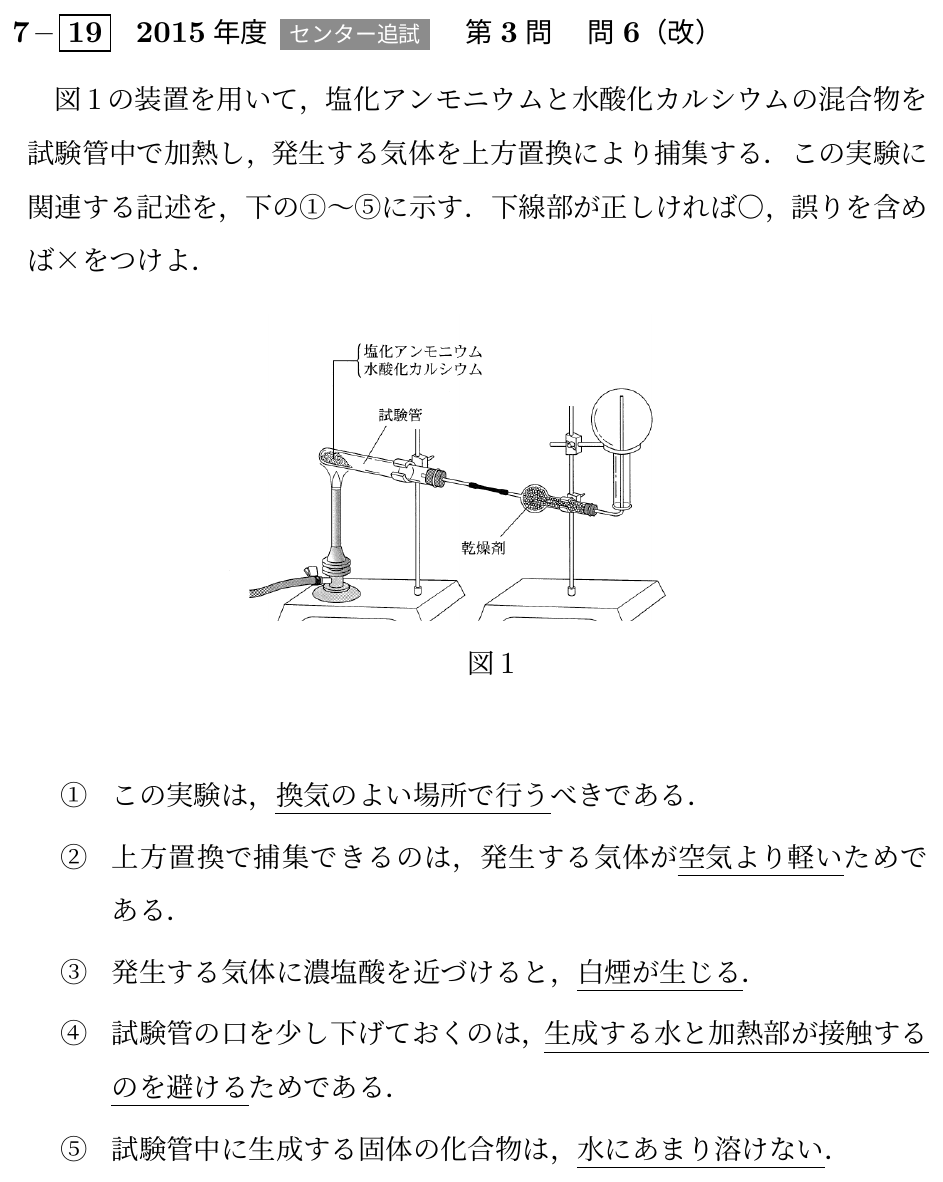 7－19 2015 年度 センター追試 第 3 問 問 6（改）
図１の装置を用いて，塩化アンモニウムと水酸化カルシウムの混合物を
試験管中で加熱し，発生する気体を上方置換により捕集する．この実験に
関連する記述を，下の①～⑤に示す．下線部が正しければ○，誤りを含め
ば×をつけよ．
塩化アンモニウム
水酸化カルシウム
試験管
乾燥剤
図１
① この実験は，換気のよい場所で行うべきである．
② 上方置換で捕集できるのは，発生する気体が空気より軽いためで
ある．
③ 発生する気体に濃塩酸を近づけると，白煙が生じる．
④ 試験管の口を少し下げておくのは，生成する水と加熱部が接触する
のを避けるためである．
⑤ 試験管中に生成する固体の化合物は，水にあまり溶けない．